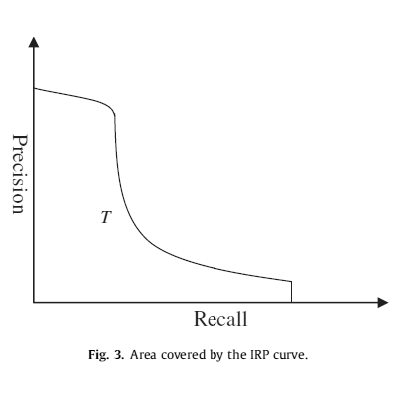 Precision
T
Recall
Fig. 3. Area covered by the IRP curve.